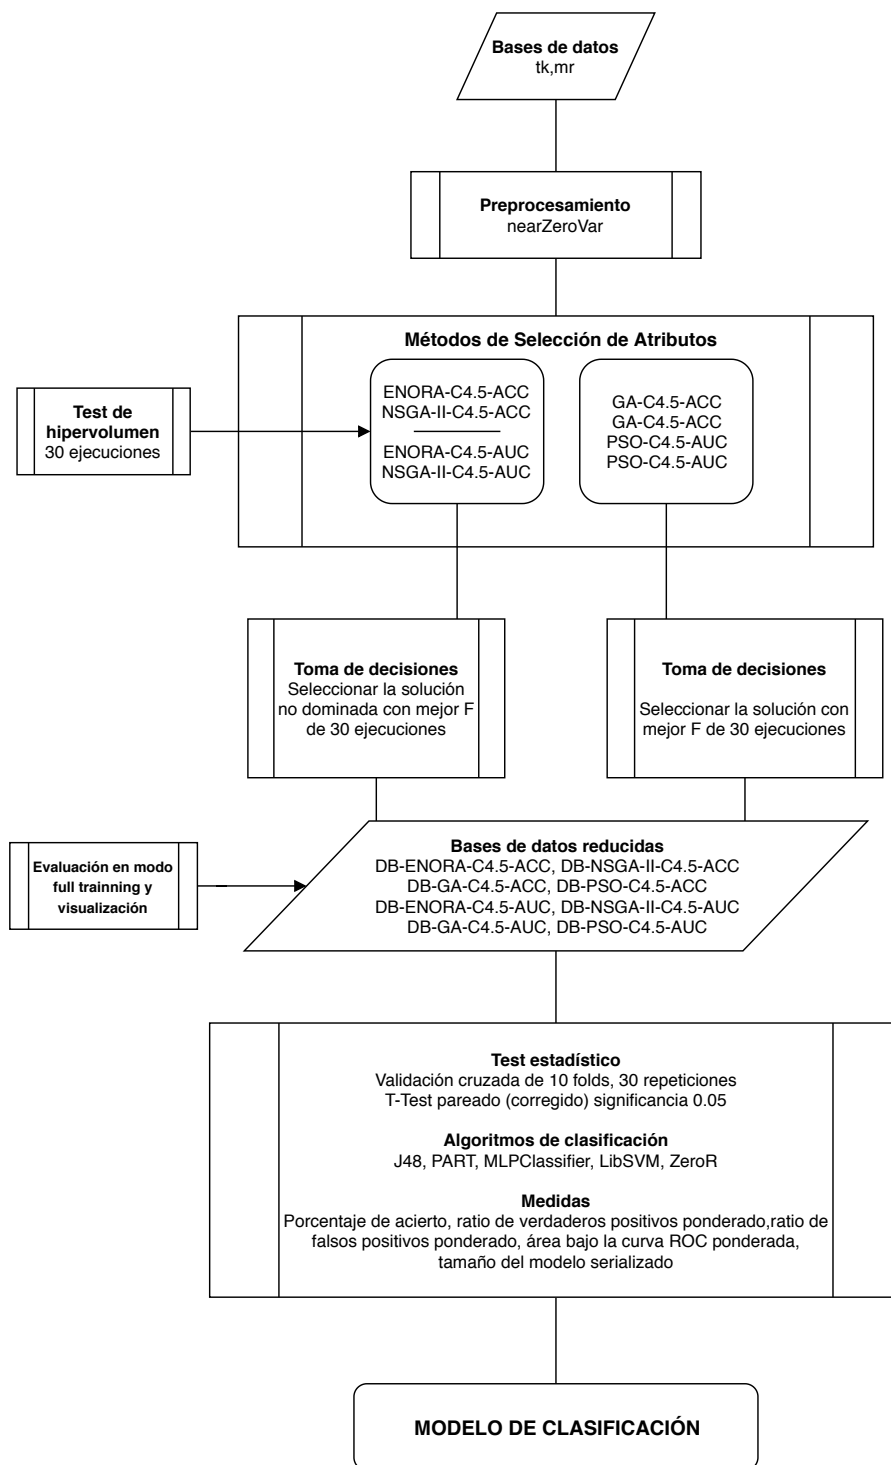 Bases de datos
tk,mr
Preprocesamiento
nearZeroVar
Métodos de Selección de Atributos
ENORA-C4.5-ACC
NSGA-II-C4.5-ACC
ENORA-C4.5-AUC
NSGA-II-C4.5-AUC
GA-C4.5-ACC
GA-C4.5-ACC
PSO-C4.5-AUC
PSO-C4.5-AUC
Test de
hipervolumen
30 ejecuciones
Toma de decisiones
Seleccionar la solución
no dominada con mejor F
de 30 ejecuciones
Toma de decisiones
Seleccionar la solución con
mejor F de 30 ejecuciones
Evaluación en modo
full trainning y
visualización
Bases de datos reducidas
DB-ENORA-C4.5-ACC, DB-NSGA-II-C4.5-ACC
DB-GA-C4.5-ACC, DB-PSO-C4.5-ACC
DB-ENORA-C4.5-AUC, DB-NSGA-II-C4.5-AUC
DB-GA-C4.5-AUC, DB-PSO-C4.5-AUC
Test estadístico
Validación cruzada de 10 folds, 30 repeticiones
T-Test pareado (corregido) significancia 0.05
Algoritmos de clasificación
J48, PART, MLPClassifier, LibSVM, ZeroR
Medidas
Porcentaje de acierto, ratio de verdaderos positivos ponderado,ratio de
falsos positivos ponderado, área bajo la curva ROC ponderada,
tamaño del modelo serializado
MODELO DE CLASIFICACIÓN